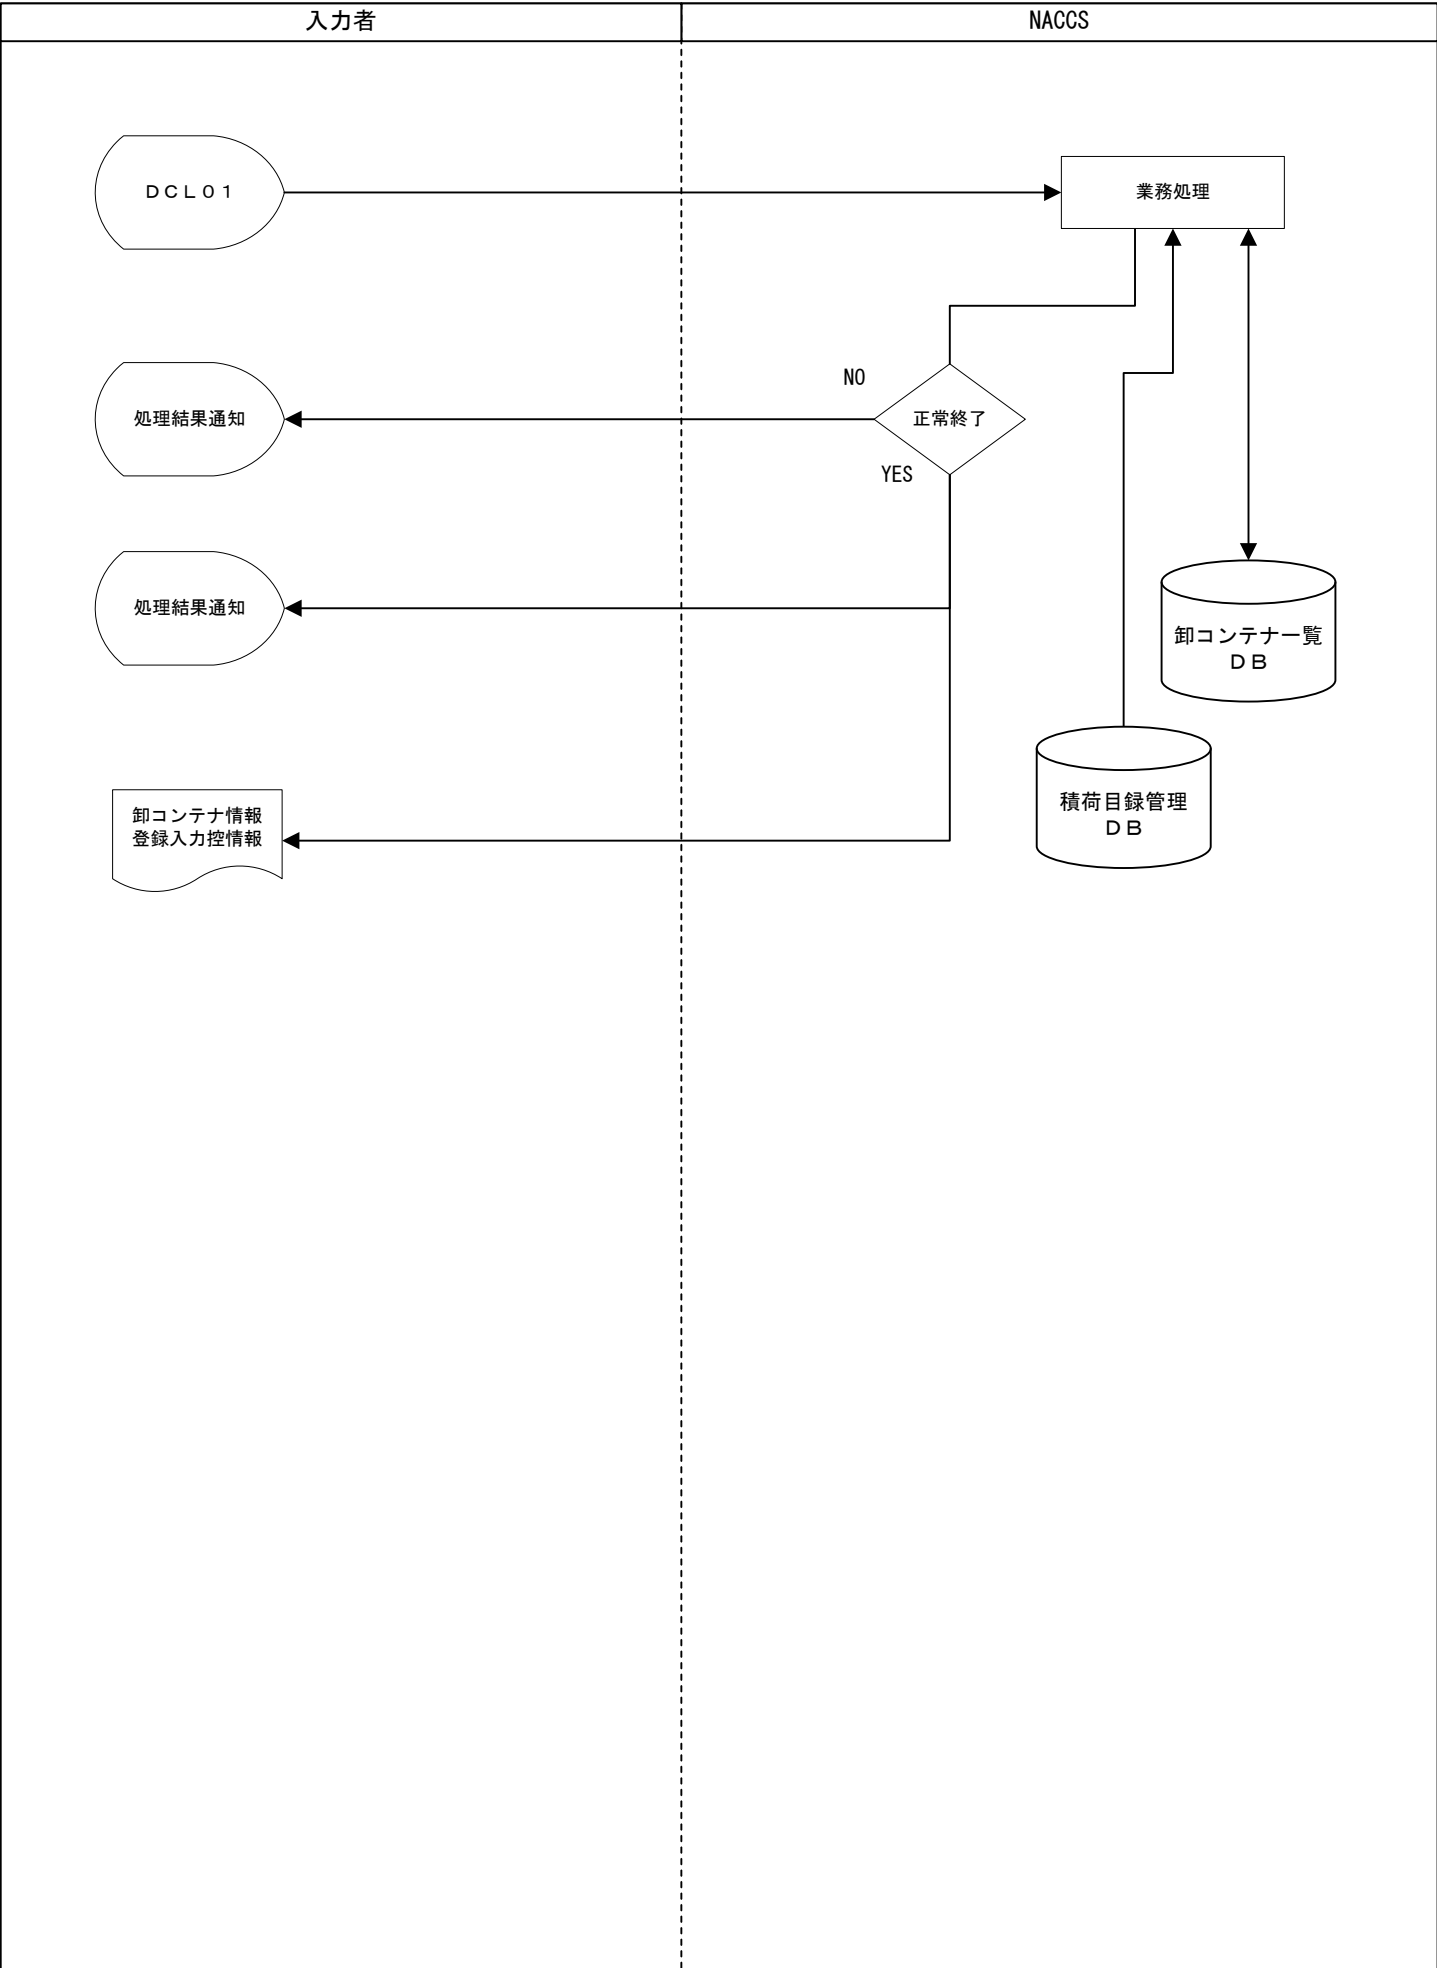 入力者
NACCS
ＤＣＬ０１
業務処理
NO
処理結果通知
正常終了
YES
処理結果通知
卸コンテナ一覧
ＤＢ
積荷目録管理
ＤＢ
卸コンテナ情報
登録入力控情報